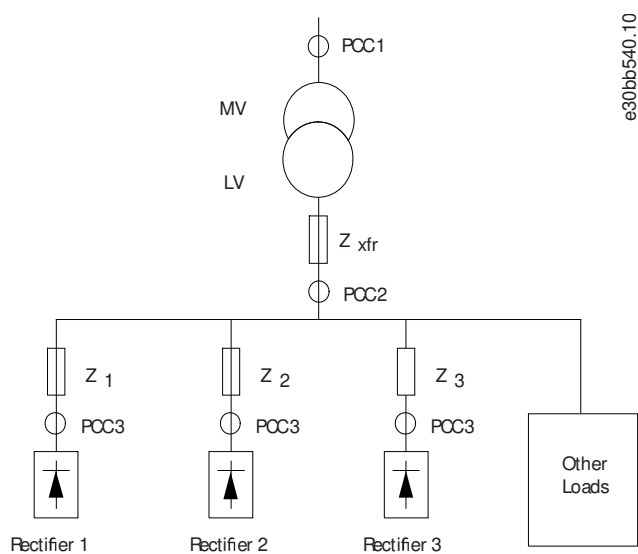 PCC1
e30bb540.10
MV
LV
Z xfr
PCC2
Z 1
Z 2
Z 3
PCC3
PCC3
PCC3
Other
Loads
Rectifier 1
Rectifier 2
Rectifier 3